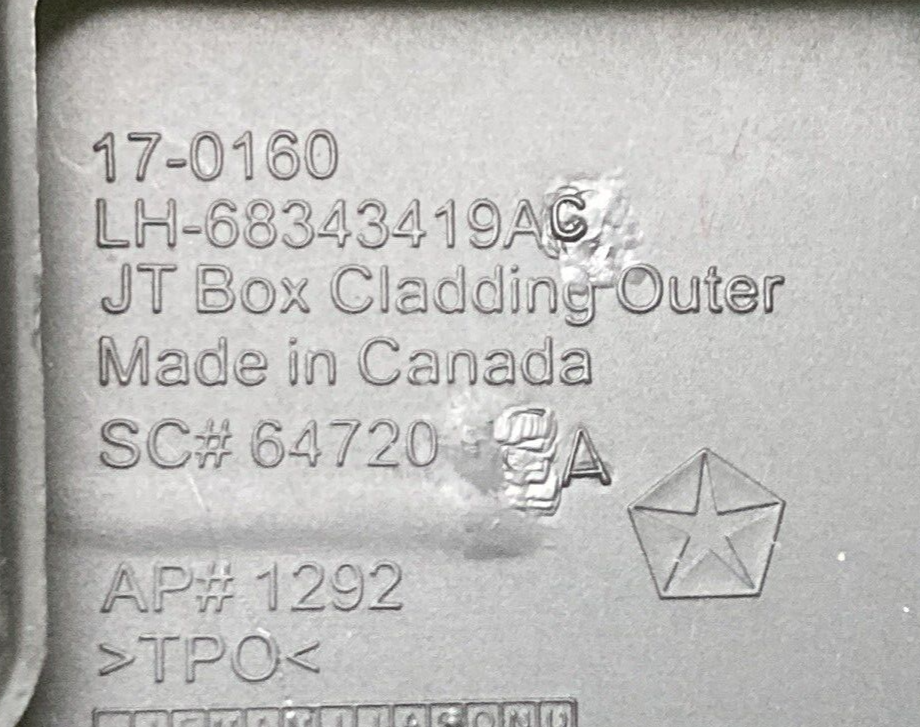 17-0160
LH-68343419AC
JT Box Cladding Outer
Made in Canada
SC# 64720 A
AP# 1292
>TPO<